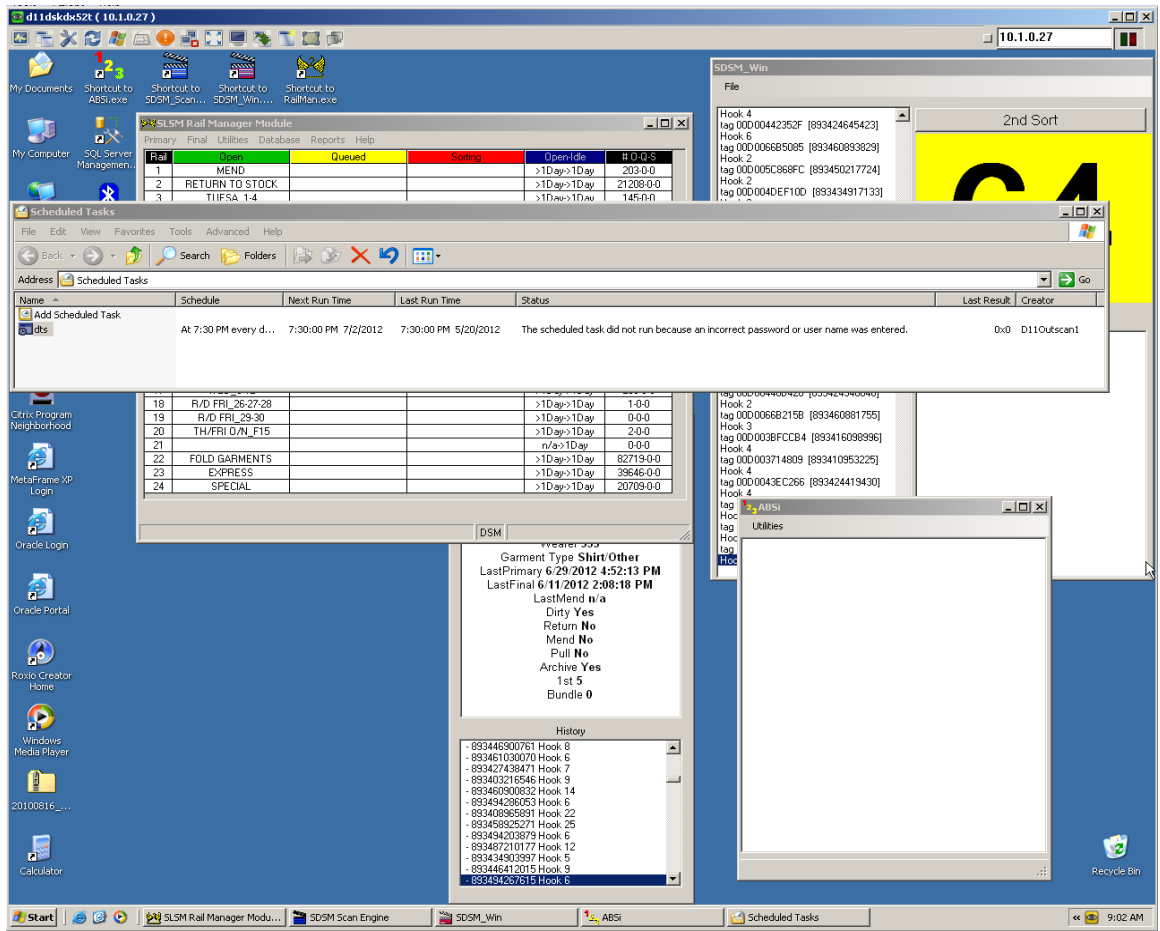 d11dskdx52t ( 10.1.0.27 )
10.1.0.27
My Documents
Shortcut to ABSi.exe
Shortcut to SDSM_Scan...
Shortcut to SDSM_Win....
Shortcut to RailMan.exe
My Computer
SQL Server Managemen...
SLSM Rail Manager Module
Primary Final Utilities Database Reports Help
Rail Open Queued Sorting Open-Idle # O-Q-S
1 MEND >1Day->1Day 203-0-0
2 RETURN TO STOCK >1Day->1Day 21208-0-0
3 TUESA_1-4 >1Day->1Day 145-0-0
SDSM_Win
File
Hook 4
tag 00D00442352F [893424645423]
Hook 6
tag 00D0066B5085 [893460893829]
Hook 2
tag 00D005C868FC [893450217724]
Hook 2
tag 00D004DEF10D [893434917133]
2nd Sort
Scheduled Tasks
File Edit View Favorites Tools Advanced Help
Back Search Folders
Address Scheduled Tasks Go
Name Schedule Next Run Time Last Run Time Status Last Result Creator
Add Scheduled Task
dts At 7:30 PM every d... 7:30:00 PM 7/2/2012 7:30:00 PM 5/20/2012 The scheduled task did not run because an incorrect password or user name was entered. 0x0 D11Outscan1
18 R/D FRI_26-27-28 >1Day->1Day 1-0-0
19 R/D FRI_29-30 >1Day->1Day 0-0-0
20 TH/FRI O/N_F15 >1Day->1Day 2-0-0
21 n/a->1Day 0-0-0
22 FOLD GARMENTS >1Day->1Day 82719-0-0
23 EXPRESS >1Day->1Day 39646-0-0
24 SPECIAL >1Day->1Day 20709-0-0
DSM
Hook 2
tag 00D0066B215B [893460881755]
Hook 3
tag 00D003BFCCB4 [893416098996]
Hook 4
tag 00D003714809 [893410953225]
Hook 4
tag 00D0043EC266 [893424419430]
Hook 4
tag
Hoc
tag
Hoc
tag
Hoc
ABSi
Utilities
Citrix Program Neighborhood
MetaFrame XP Login
Oracle Login
Oracle Portal
Roxio Creator Home
Windows Media Player
20100816_...
Calculator
Garment Type Shirt/Other
LastPrimary 6/29/2012 4:52:13 PM
LastFinal 6/11/2012 2:08:18 PM
LastMend n/a
Dirty Yes
Return No
Mend No
Pull No
Archive Yes
1st 5
Bundle 0
History
- 893446900761 Hook 8
- 893461030070 Hook 6
- 893427438471 Hook 7
- 893403216546 Hook 9
- 893460900832 Hook 14
- 893494286053 Hook 6
- 893408965891 Hook 22
- 893458925271 Hook 25
- 893494203879 Hook 6
- 893487210177 Hook 12
- 893434903997 Hook 5
- 893446412015 Hook 9
- 893494267615 Hook 6
Recycle Bin
Start SLSM Rail Manager Modu... SDSM Scan Engine SDSM_Win ABSi Scheduled Tasks 9:02 AM